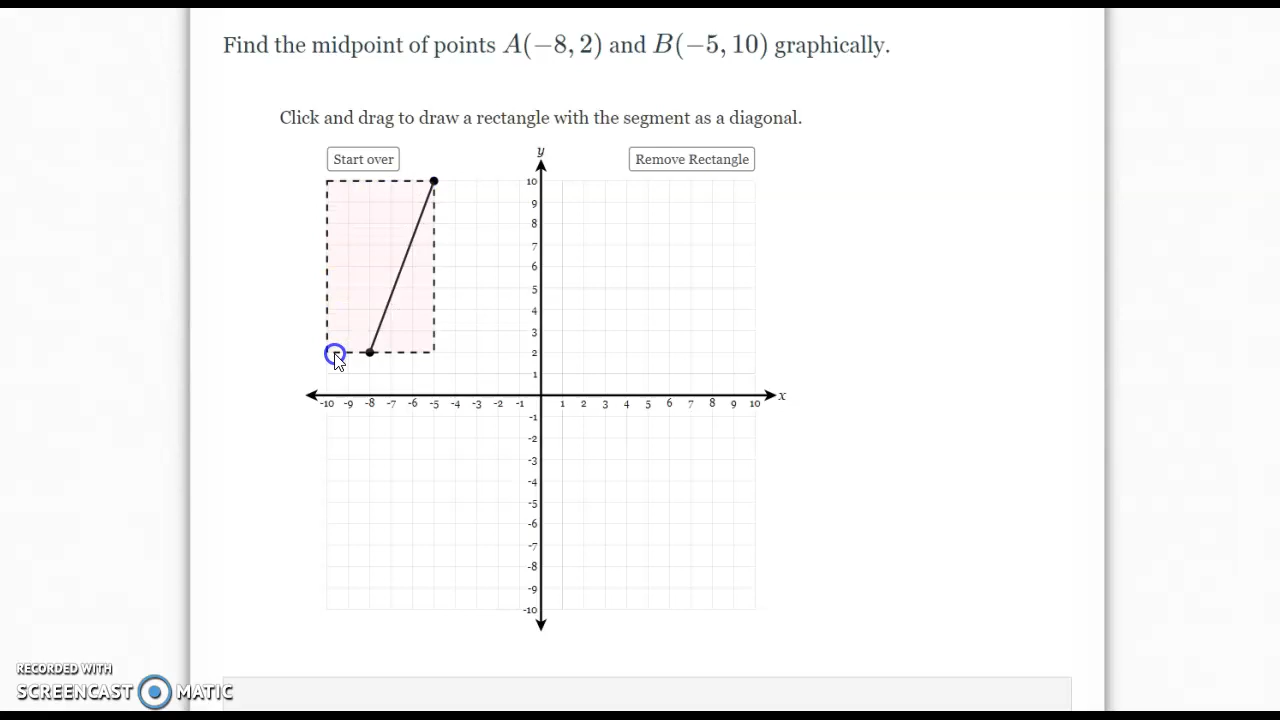 Find the midpoint of points A(−8, 2) and B(−5, 10) graphically.
Click and drag to draw a rectangle with the segment as a diagonal.
Start over
y
Remove Rectangle
10
9
8
7
6
5
4
3
2
1
-10 -9 -8 -7 -6 -5 -4 -3 -2 -1 1 2 3 4 5 6 7 8 9 10 x
-1
-2
-3
-4
-5
-6
-7
-8
-9
-10
RECORDED WITH
SCREENCAST MATIC